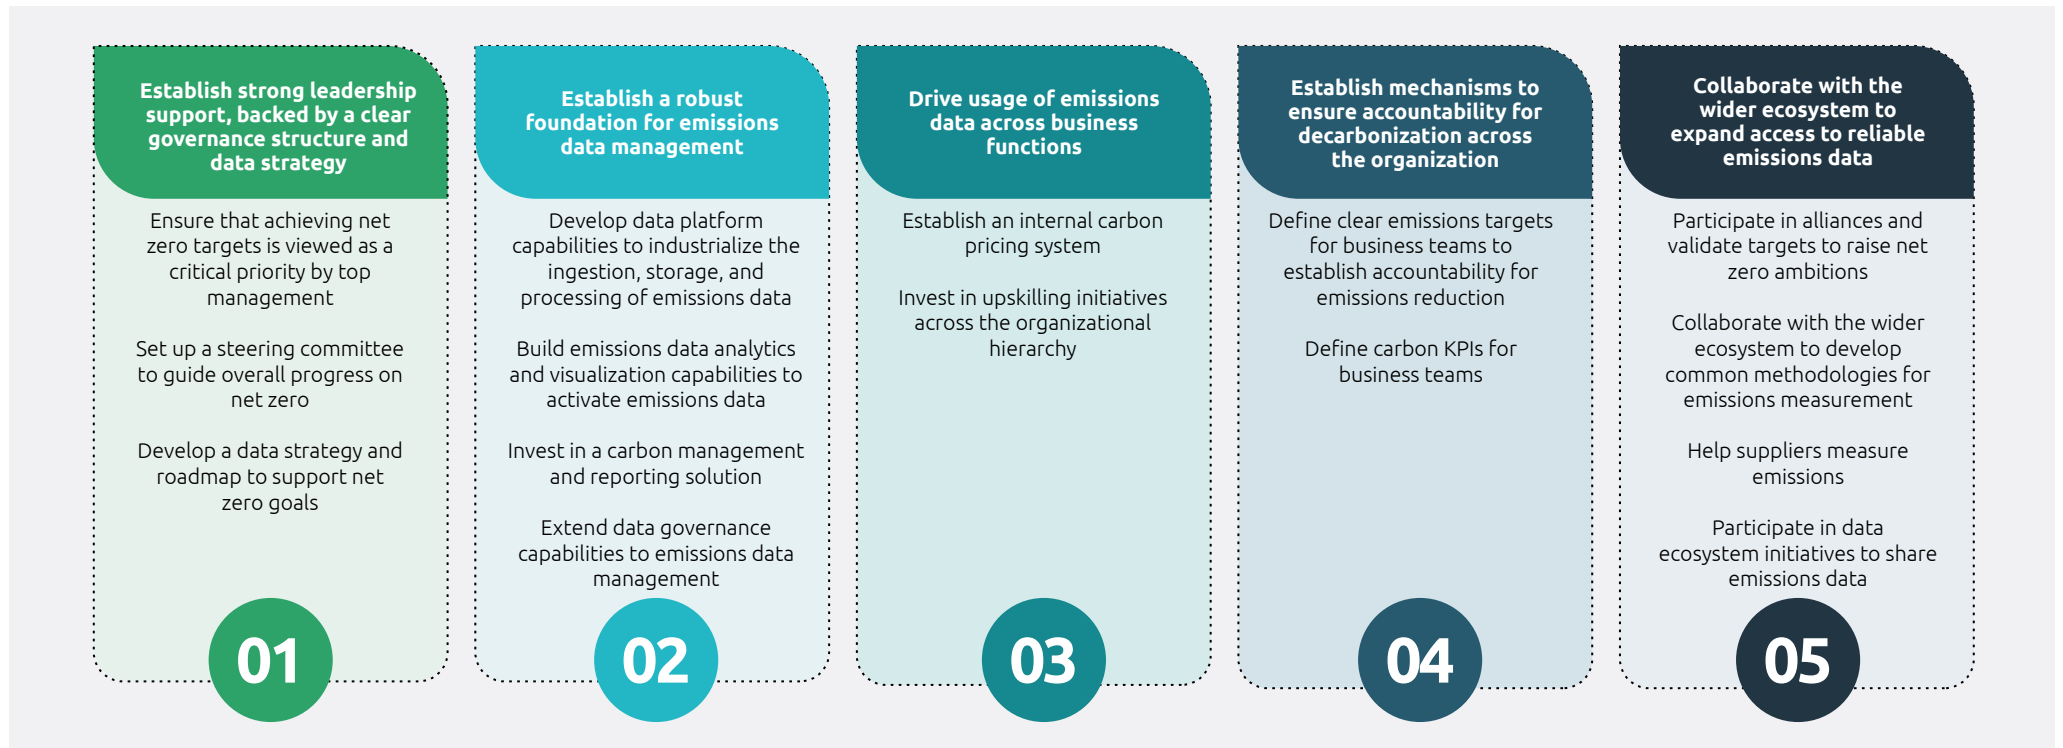 Establish strong leadership
support, backed by a clear
governance structure and
data strategy
Ensure that achieving net
zero targets is viewed as a
critical priority by top
management
Set up a steering committee
to guide overall progress on
net zero
Develop a data strategy and
roadmap to support net
zero goals
01
Establish a robust
foundation for emissions
data management
Develop data platform
capabilities to industrialize the
ingestion, storage, and
processing of emissions data
Build emissions data analytics
and visualization capabilities to
activate emissions data
Invest in a carbon management
and reporting solution
Extend data governance
capabilities to emissions data
management
02
Drive usage of emissions
data across business
functions
Establish an internal carbon
pricing system
Invest in upskilling initiatives
across the organizational
hierarchy
03
Establish mechanisms to
ensure accountability for
decarbonization across
the organization
Define clear emissions targets
for business teams to
establish accountability for
emissions reduction
Define carbon KPIs for
business teams
04
Collaborate with the
wider ecosystem to
expand access to reliable
emissions data
Participate in alliances and
validate targets to raise net
zero ambitions
Collaborate with the wider
ecosystem to develop
common methodologies for
emissions measurement
Help suppliers measure
emissions
Participate in data
ecosystem initiatives to share
emissions data
05